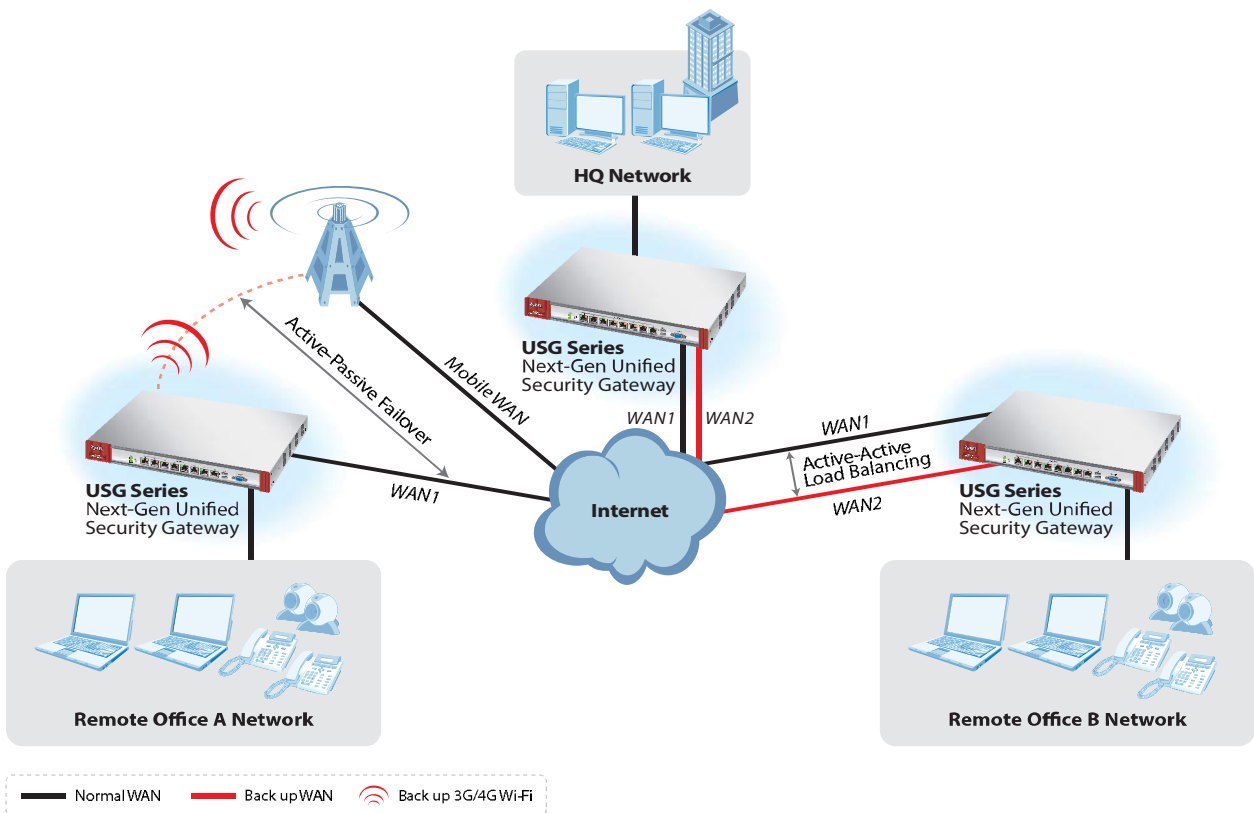 HQ Network
USG Series
Next-Gen Unified
Security Gateway
WAN1
WAN2
Active-Passive Failover
Mobile WAN
WAN1
USG Series
Next-Gen Unified
Security Gateway
Internet
WAN1
Active-Active
Load Balancing
WAN2
USG Series
Next-Gen Unified
Security Gateway
Remote Office A Network
Remote Office B Network
Normal WAN
Back up WAN
Back up 3G/4G Wi-Fi